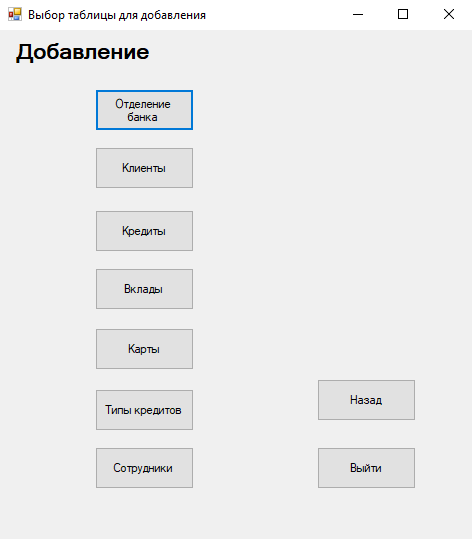 Выбор таблицы для добавления
Добавление
Отделение
банка
Клиенты
Кредиты
Вклады
Карты
Типы кредитов
Назад
Сотрудники
Выйти